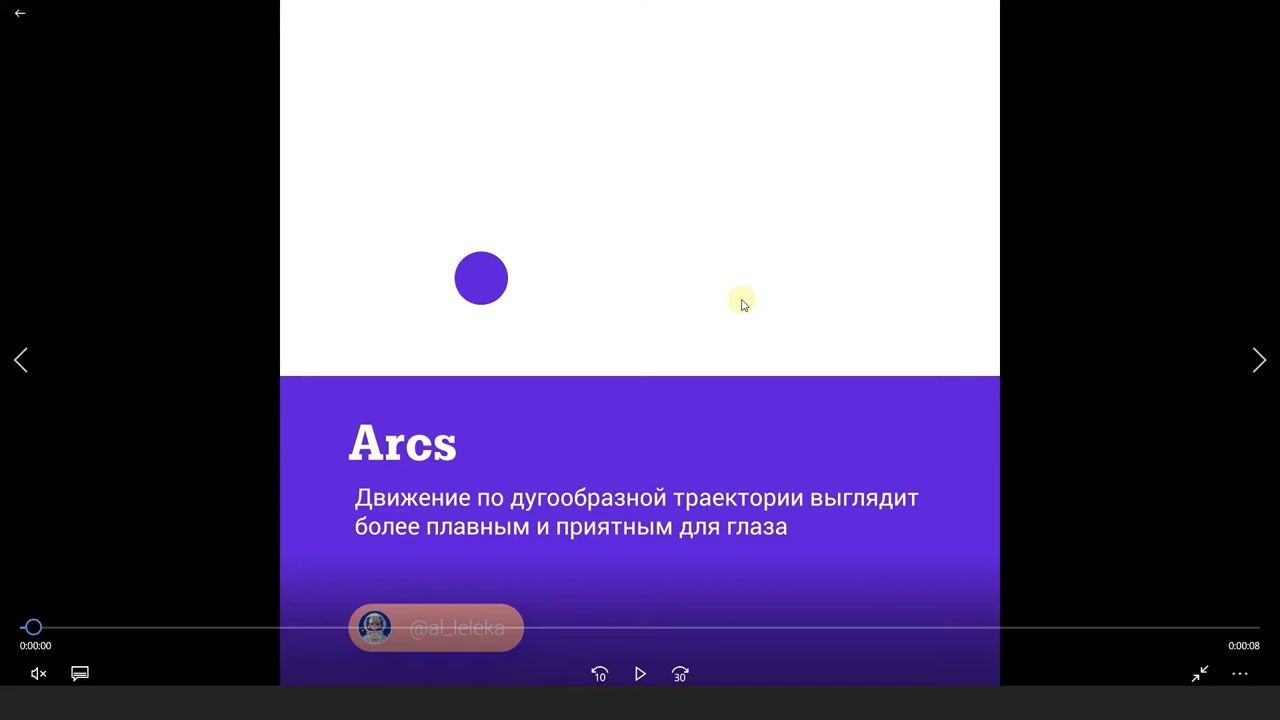 Arcs
Движение по дугообразной траектории выглядит
более плавным и приятным для глаза
@al_leleka
0:00:00
0:00:08
10
30